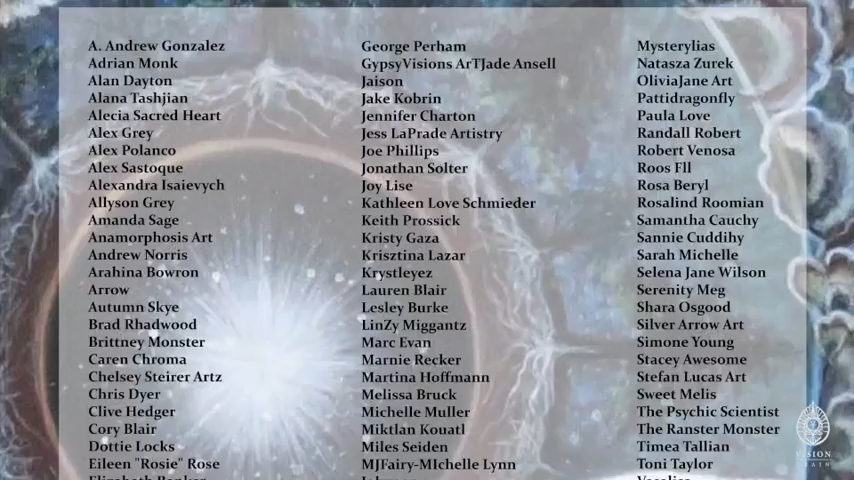 A. Andrew Gonzalez
Adrian Monk
Alan Dayton
Alana Tashjian
Alecia Sacred Heart
Alex Grey
Alex Polanco
Alex Sastoque
Alexandra Isaievych
Allyson Grey
Amanda Sage
Anamorphosis Art
Andrew Norris
Arahina Bowron
Arrow
Autumn Skye
Brad Rhadwood
Brittney Monster
Caren Chroma
Chelsey Steirer Artz
Chris Dyer
Clive Hedger
Cory Blair
Dottie Locks
Eileen "Rosie" Rose
George Perham
GypsyVisions ArTJade Ansell
Jaison
Jake Kobrin
Jennifer Charton
Jess LaPrade Artistry
Joe Phillips
Jonathan Solter
Joy Lise
Kathleen Love Schmieder
Keith Prossick
Kristy Gaza
Krisztina Lazar
Krystleyez
Lauren Blair
Lesley Burke
LinZy Miggantz
Marc Evan
Marnie Recker
Martina Hoffmann
Melissa Bruck
Michelle Muller
Miktlan Kouatl
Miles Seiden
MJFairy-MIchelle Lynn
Mysterylias
Natasza Zurek
OliviaJane Art
Pattidragonfly
Paula Love
Randall Robert
Robert Venosa
Roos Fll
Rosa Beryl
Rosalind Roomian
Samantha Cauchy
Sannie Cuddihy
Sarah Michelle
Selena Jane Wilson
Serenity Meg
Shara Osgood
Silver Arrow Art
Simone Young
Stacey Awesome
Stefan Lucas Art
Sweet Melis
The Psychic Scientist
The Ranster Monster
Timea Tallian
Toni Taylor
VISION